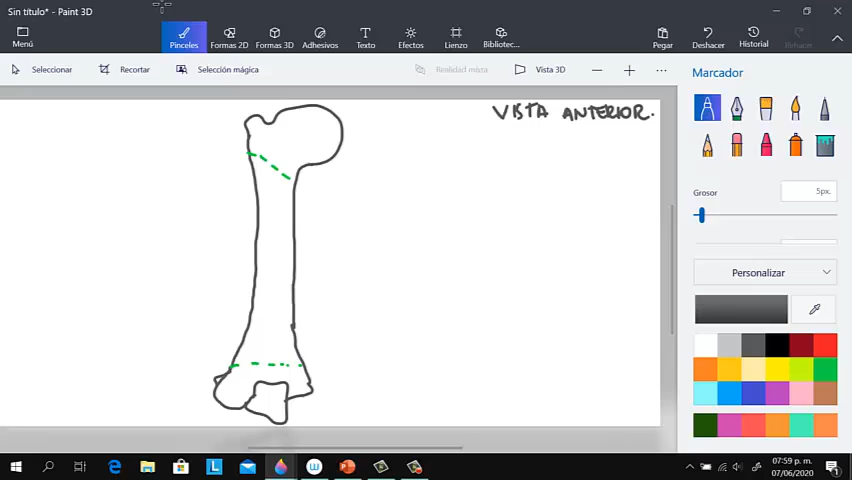 Sin título* - Paint 3D
Menú
Pinceles
Formas 2D
Formas 3D
Adhesivos
Texto
Efectos
Lienzo
Bibliotec...
Pegar
Deshacer
Historial
Rehacer
Seleccionar
Recortar
Selección mágica
Realidad mixta
Vista 3D
Marcador
VISTA ANTERIOR.
Grosor
5px.
Personalizar
07:59 p. m.
07/06/2020